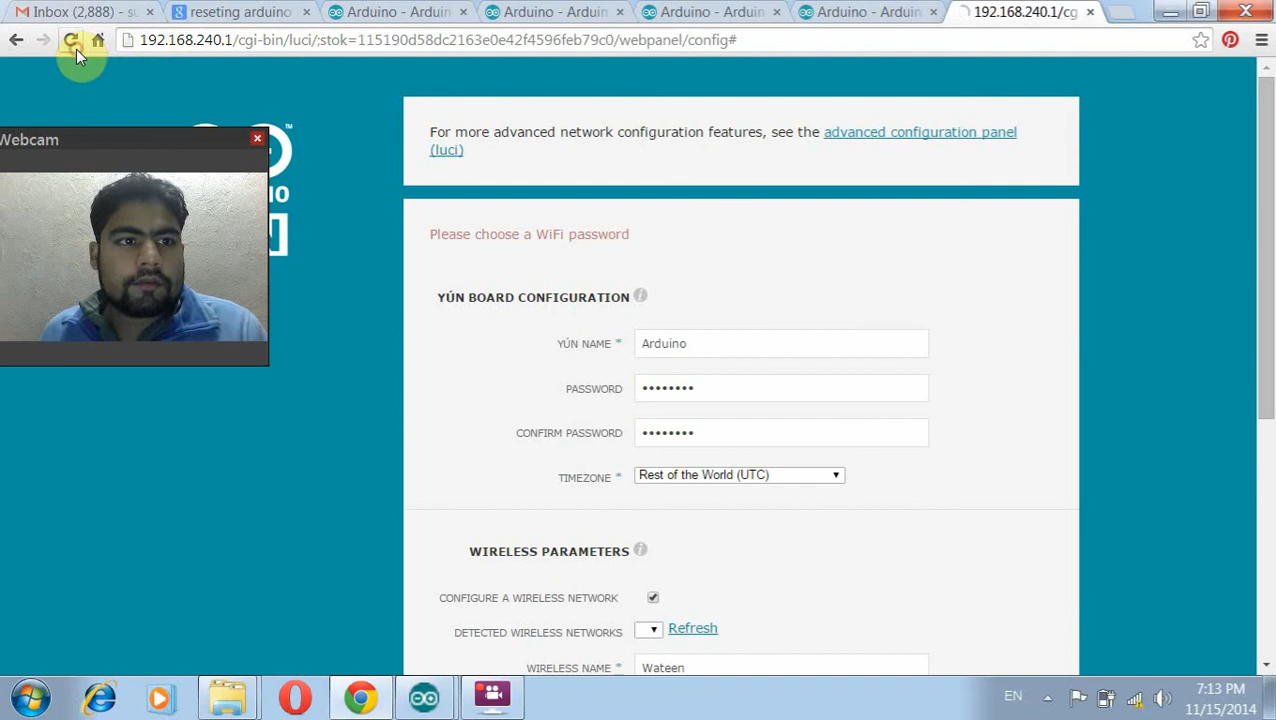 Inbox (2,888) - su
reseting arduino
Arduino - Arduin
Arduino - Arduin
Arduino - Arduin
Arduino - Arduin
192.168.240.1/cg
192.168.240.1/cgi-bin/luci/;stok=115190d58dc2163e0e42f4596feb79c0/webpanel/config#
For more advanced network configuration features, see the advanced configuration panel
(luci)
Webcam
TM
IO
N
Please choose a WiFi password
YÚN BOARD CONFIGURATION
YÚN NAME * Arduino
PASSWORD ••••••••
CONFIRM PASSWORD ••••••••
TIMEZONE * Rest of the World (UTC)
WIRELESS PARAMETERS
CONFIGURE A WIRELESS NETWORK
DETECTED WIRELESS NETWORKS Refresh
WIRELESS NAME * Wateen
EN
7:13 PM
11/15/2014